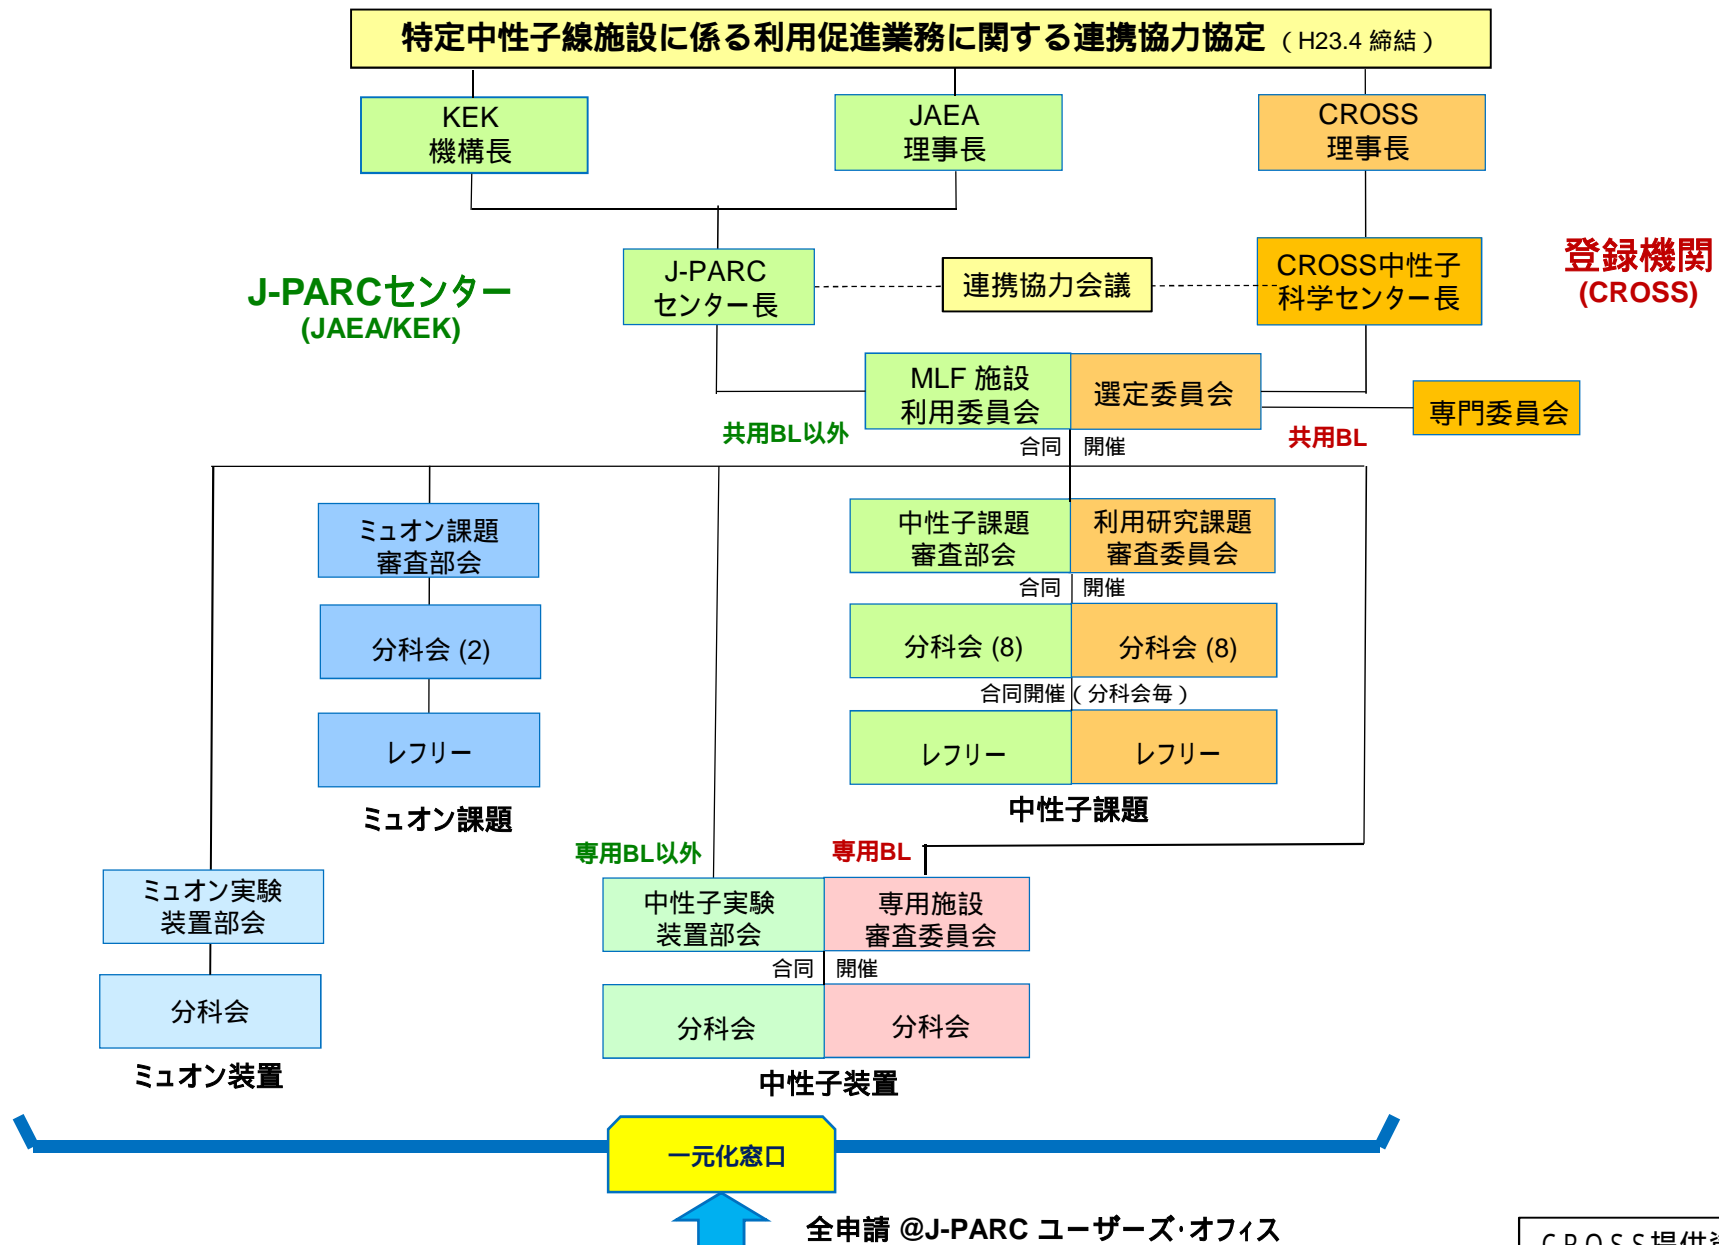 特定中性子線施設に係る利用促進業務に関する連携協力協定 （H23.4 締結）
KEK
機構長
JAEA
理事長
CROSS
理事長
J-PARCセンター
(JAEA/KEK)
J-PARC
センター長
連携協力会議
CROSS中性子
科学センター長
登録機関
(CROSS)
MLF 施設
利用委員会
選定委員会
専門委員会
共用BL以外
合同 開催
共用BL
ミュオン課題
審査部会
中性子課題
審査部会
利用研究課題
審査委員会
合同 開催
分科会 (2)
分科会 (8)
分科会 (8)
合同開催（分科会毎）
レフリー
レフリー
レフリー
ミュオン課題
中性子課題
専用BL以外
専用BL
ミュオン実験
装置部会
中性子実験
装置部会
専用施設
審査委員会
合同 開催
分科会
分科会
分科会
ミュオン装置
中性子装置
一元化窓口
全申請 @J-PARC ユーザーズ・オフィス
ＣＲＯＳＳ提供